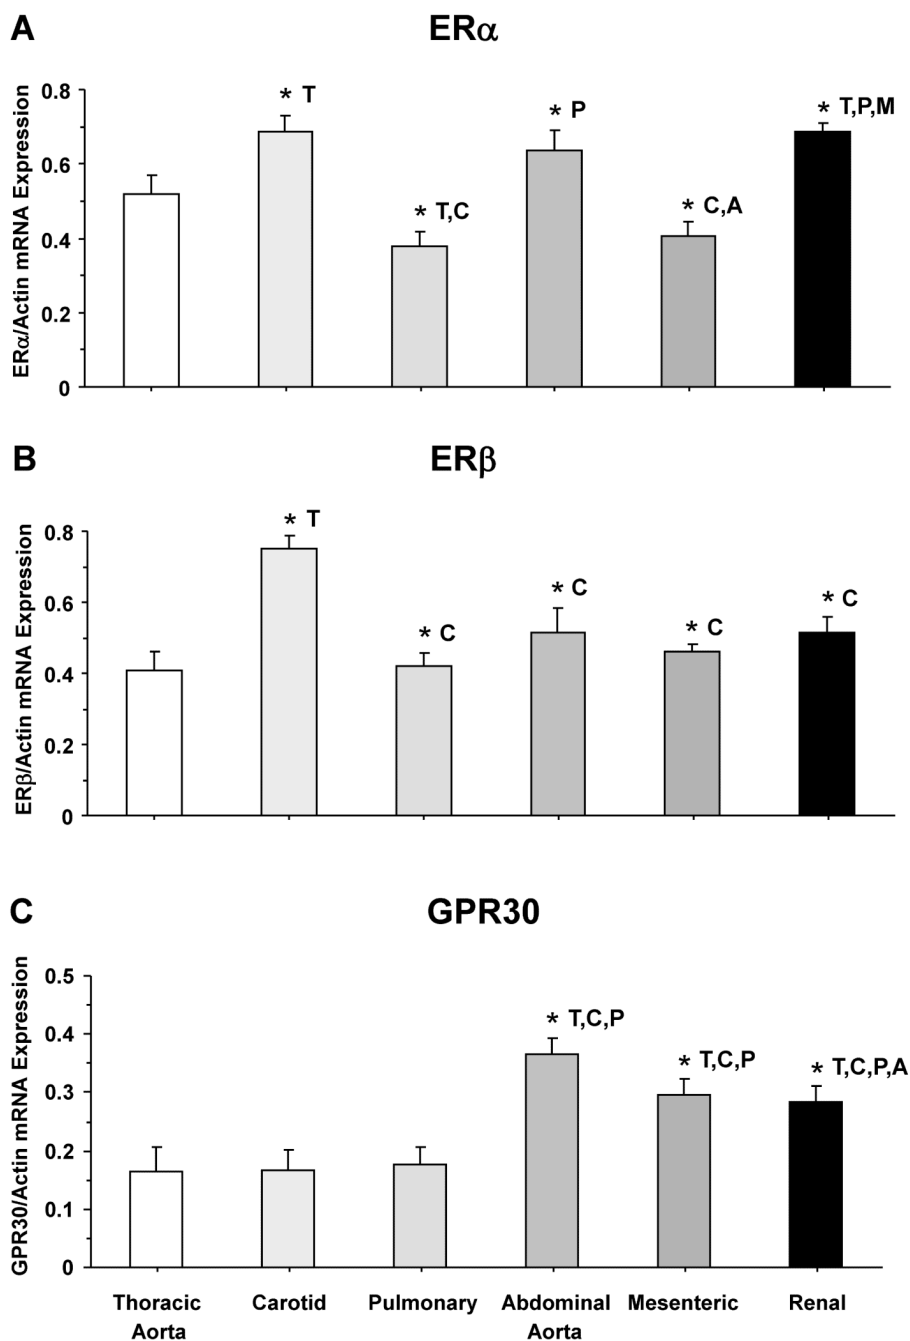 A
ERα
ERα/Actin mRNA Expression
0.8
0.6
0.4
0.2
0
* T
* T,C
* P
* C,A
* T,P,M
B
ERβ
ERβ/Actin mRNA Expression
0.8
0.6
0.4
0.2
0
* T
* C
* C
* C
* C
C
GPR30
GPR30/Actin mRNA Expression
0.5
0.4
0.3
0.2
0.1
0
* T,C,P
* T,C,P
* T,C,P,A
Thoracic
Aorta
Carotid
Pulmonary
Abdominal
Aorta
Mesenteric
Renal